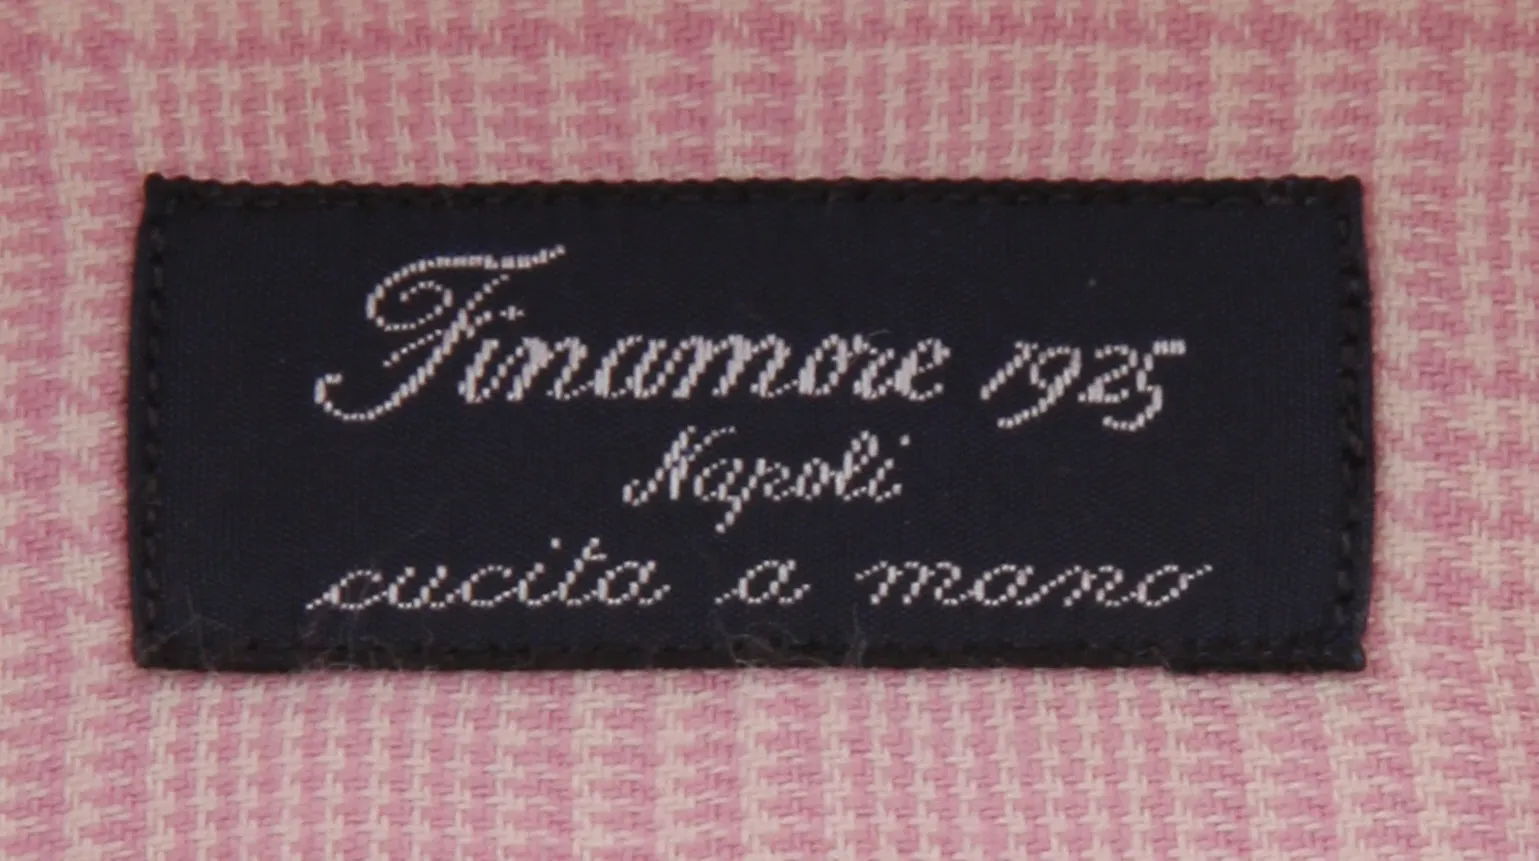 Finamore 1925
Napoli
cucita a mano